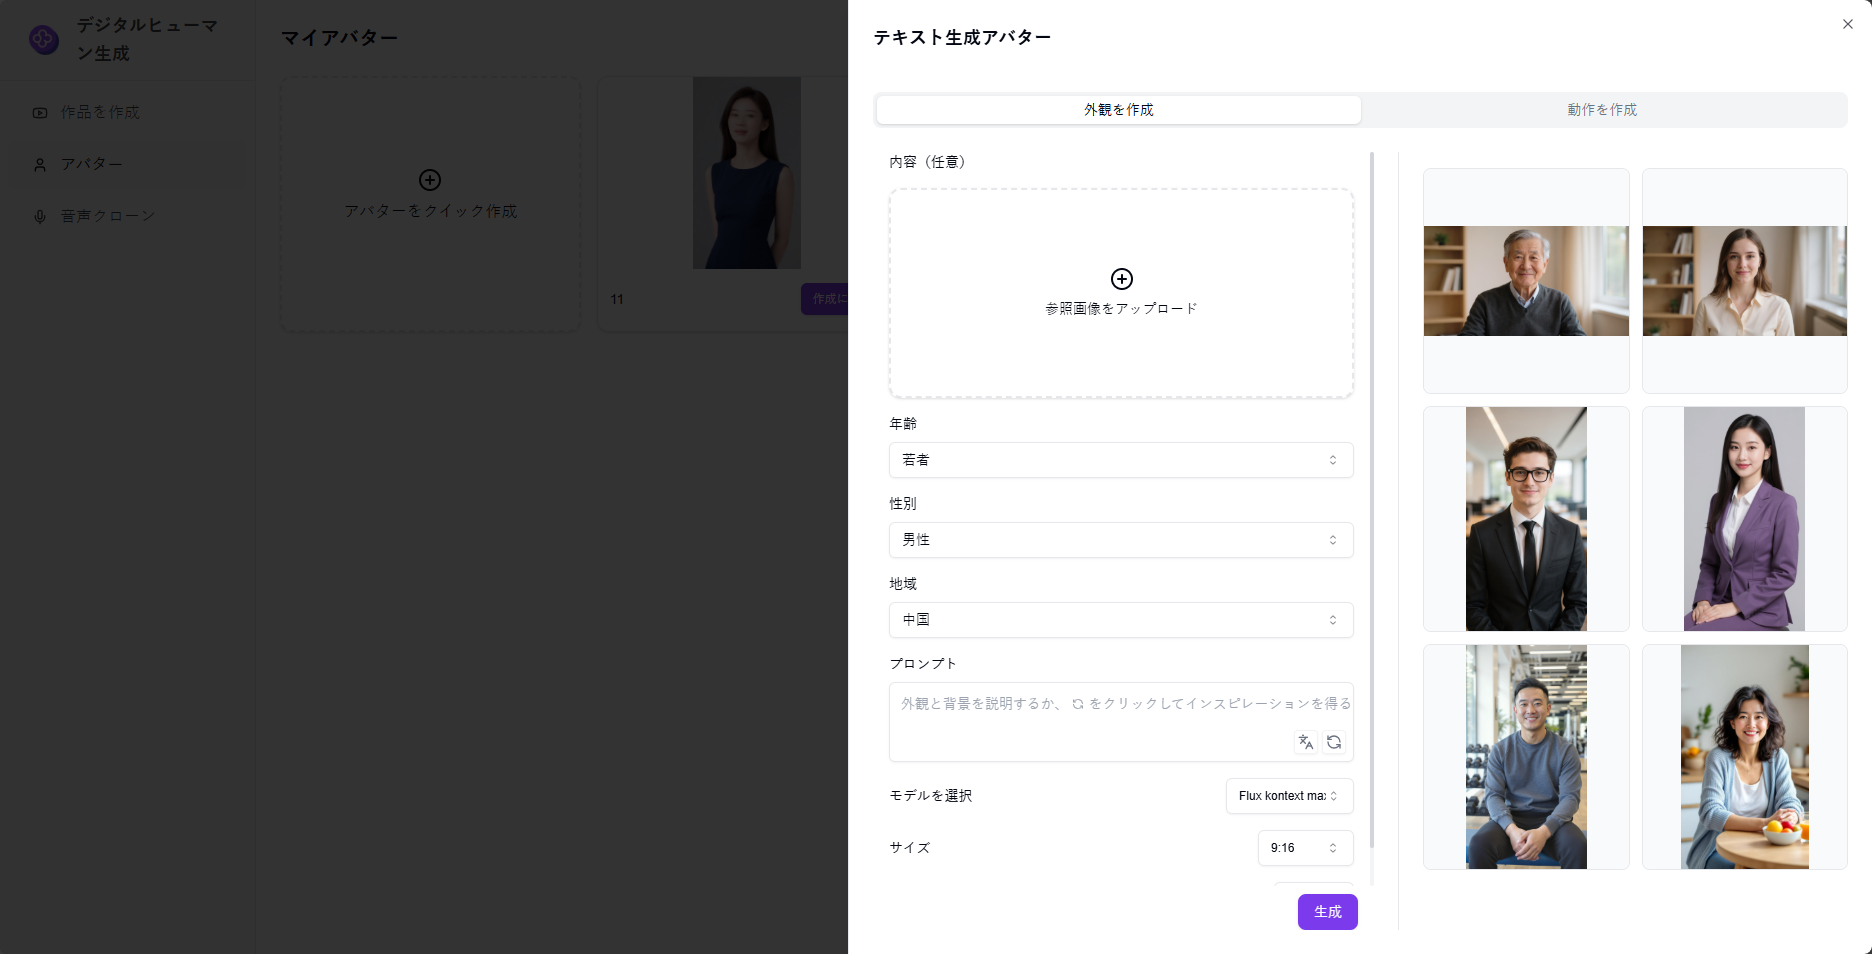 デジタルヒューマ
ン生成
作品を作成
アバター
音声クローン
マイアバター
アバターをクイック作成
11
作成に
テキスト生成アバター
外観を作成
動作を作成
内容（任意）
参照画像をアップロード
年齢
若者
性別
男性
地域
中国
プロンプト
外観と背景を説明するか、 をクリックしてインスピレーションを得る
モデルを選択
Flux kontext max
サイズ
9:16
生成